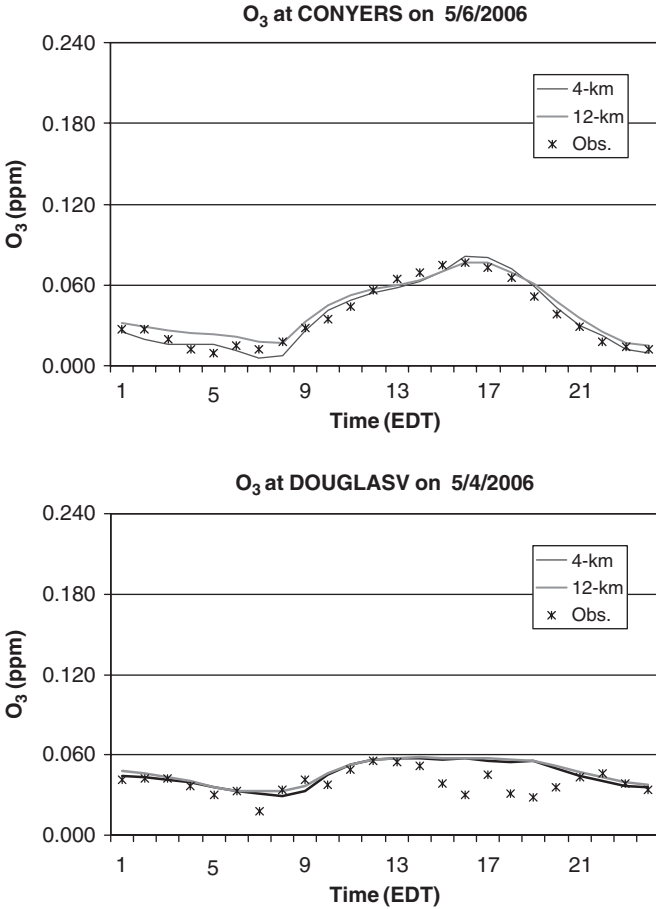 O3 at CONYERS on 5/6/2006
0.240
0.180
0.120
0.060
0.000
O3 (ppm)
4-km
12-km
Obs.
1 5 9 13 17 21
Time (EDT)
O3 at DOUGLASV on 5/4/2006
0.240
0.180
0.120
0.060
0.000
O3 (ppm)
4-km
12-km
Obs.
1 5 9 13 17 21
Time (EDT)